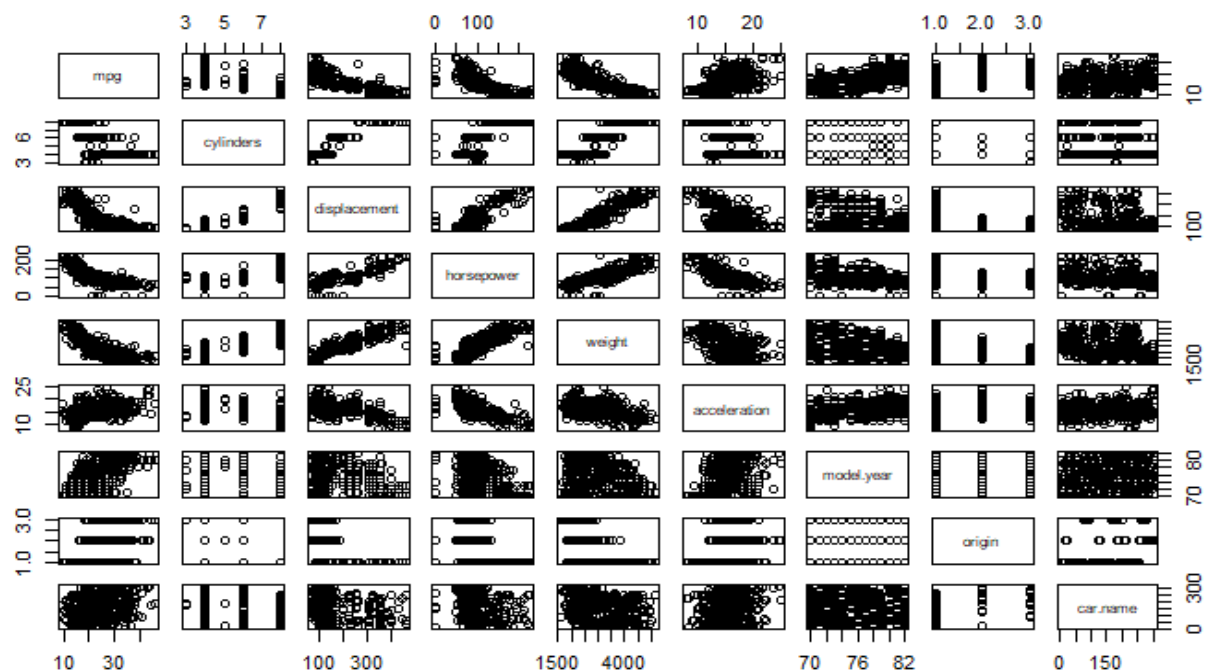 3 5 7 0 100 10 20 1.0 2.0 3.0
mpg 10
3 6 cylinders
displacement 100
0 200 horsepower
weight 1500
10 25 acceleration
model.year 70 80
1.0 3.0 origin
car.name 0 300
10 30 100 300 1500 4000 70 76 82 0 150